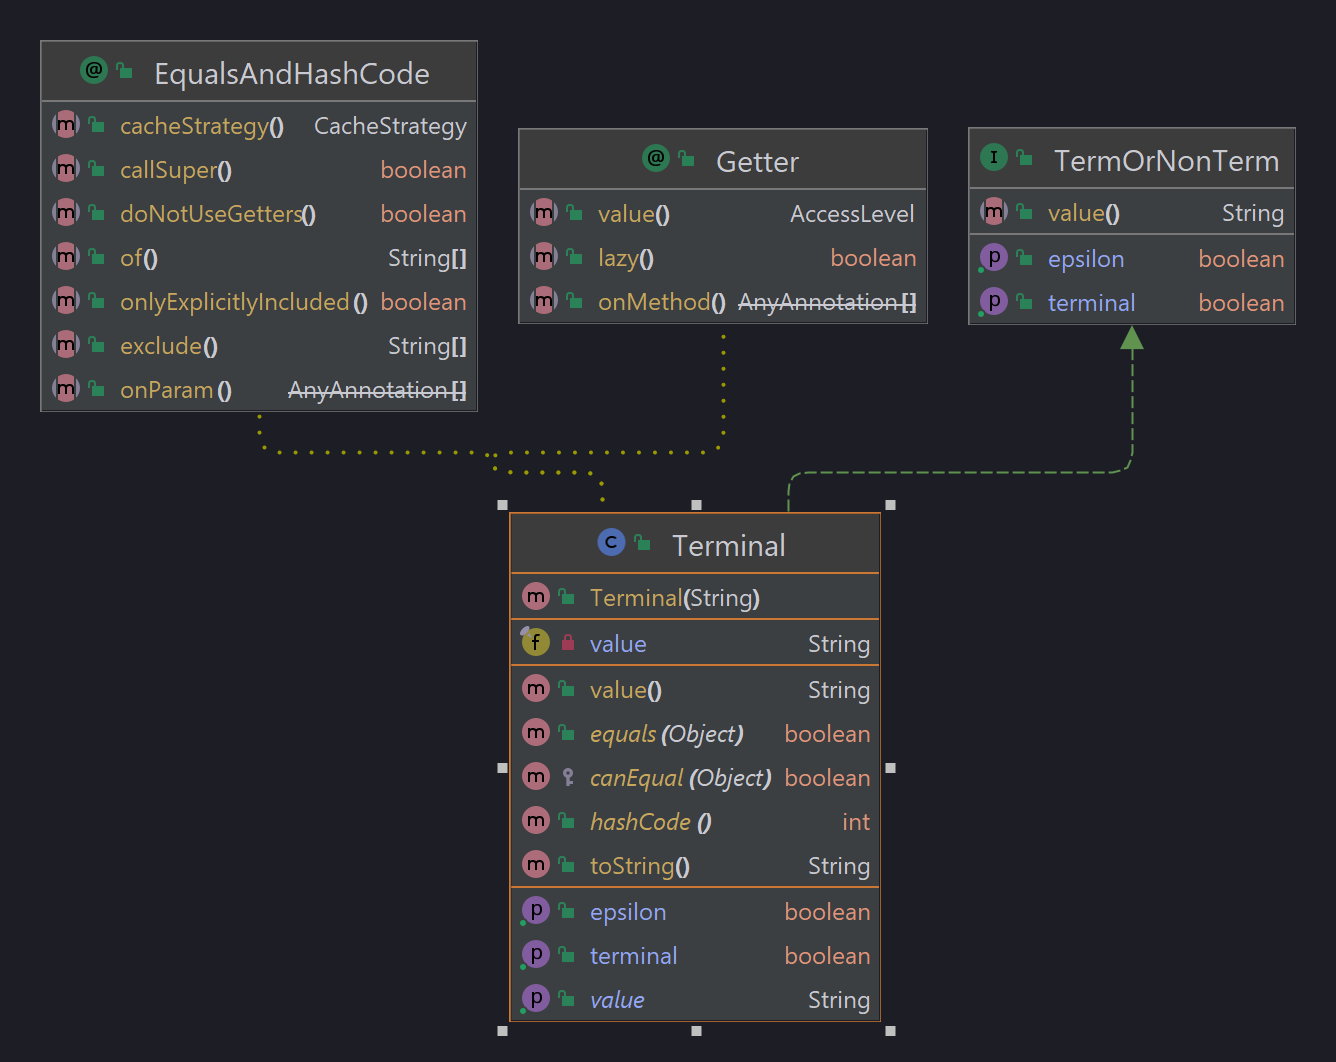 @ EqualsAndHashCode
m cacheStrategy() CacheStrategy
m callSuper() boolean
m doNotUseGetters() boolean
m of() String[]
m onlyExplicitlyIncluded() boolean
m exclude() String[]
m onParam() AnyAnnotation[]
@ Getter
m value() AccessLevel
m lazy() boolean
m onMethod() AnyAnnotation[]
I TermOrNonTerm
m value() String
p epsilon boolean
p terminal boolean
C Terminal
m Terminal(String)
f value String
m value() String
m equals(Object) boolean
m canEqual(Object) boolean
m hashCode() int
m toString() String
p epsilon boolean
p terminal boolean
p value String